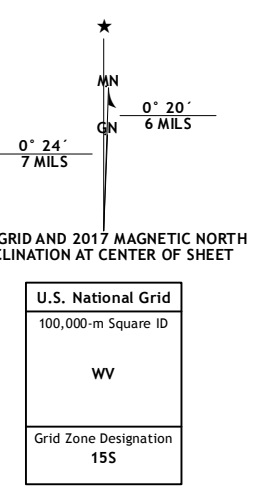 ★
MN
0° 20´
GN
6 MILS
0° 24´
7 MILS
GRID AND 2017 MAGNETIC NORTH
CLINATION AT CENTER OF SHEET
U.S. National Grid
100,000-m Square ID
WV
Grid Zone Designation
15S